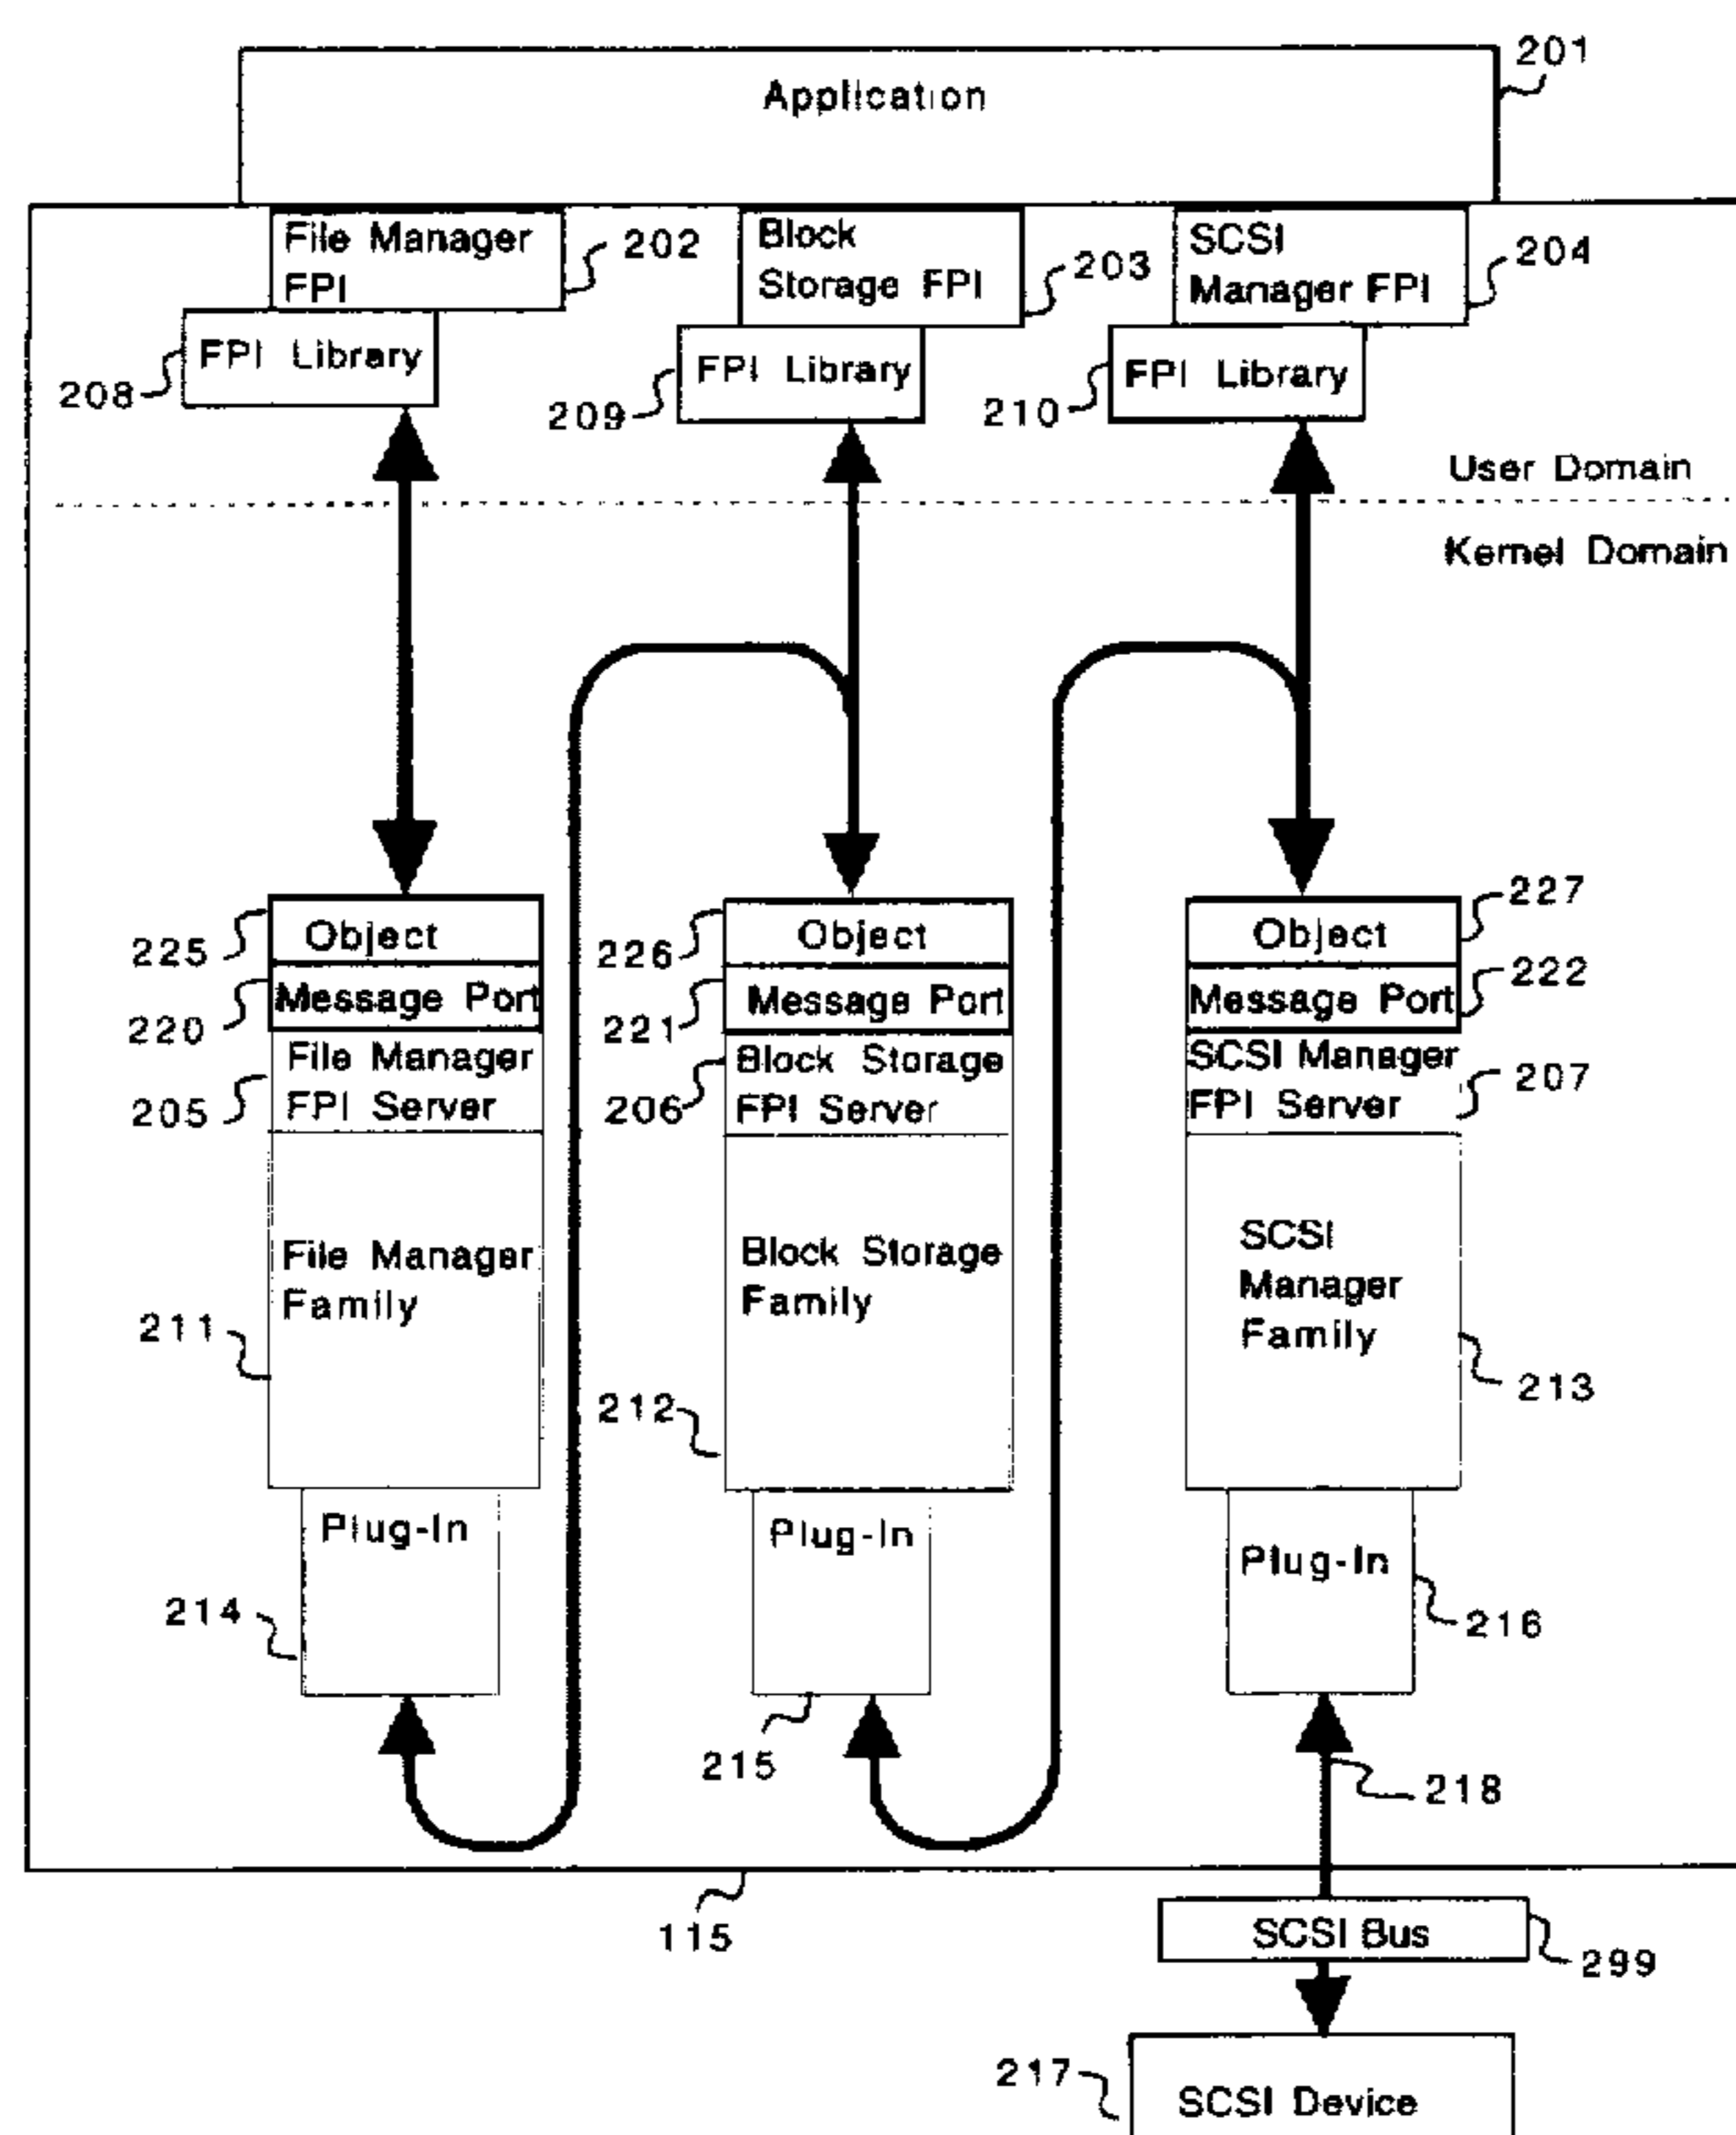 201
Application
File Manager
FPI
202
Block
Storage FPI
203
SCSI
Manager FPI
204
FPI Library
208
FPI Library
209
FPI Library
210
User Domain
Kernel Domain
225
Object
226
Object
227
Object
220
Message Port
221
Message Port
222
Message Port
205
File Manager
FPI Server
206
Block Storage
FPI Server
207
SCSI Manager
FPI Server
211
File Manager
Family
212
Block Storage
Family
213
SCSI
Manager
Family
214
Plug-In
215
Plug-In
216
Plug-In
218
115
SCSI Bus
299
217
SCSI Device